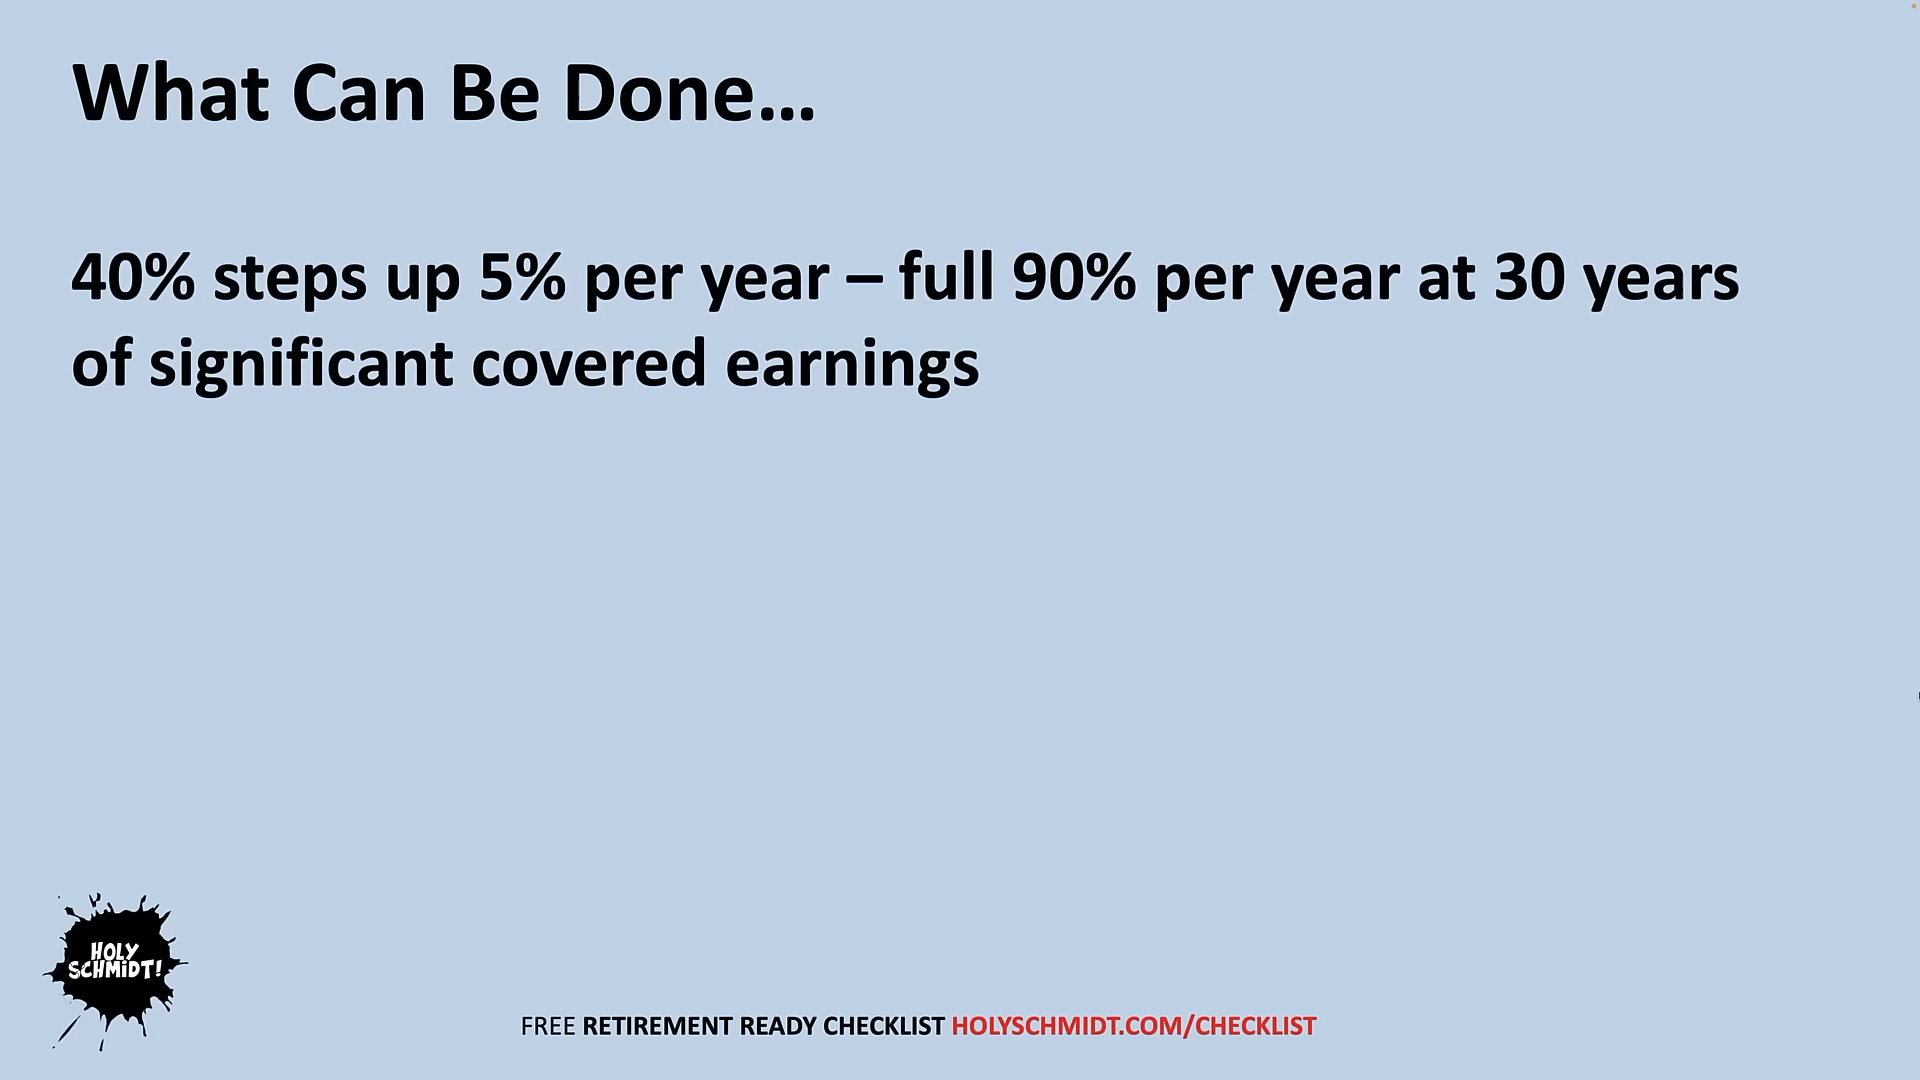 What Can Be Done…
40% steps up 5% per year – full 90% per year at 30 years
of significant covered earnings
HOLY
SCHMiDT!
FREE RETIREMENT READY CHECKLIST HOLYSCHMIDT.COM/CHECKLIST